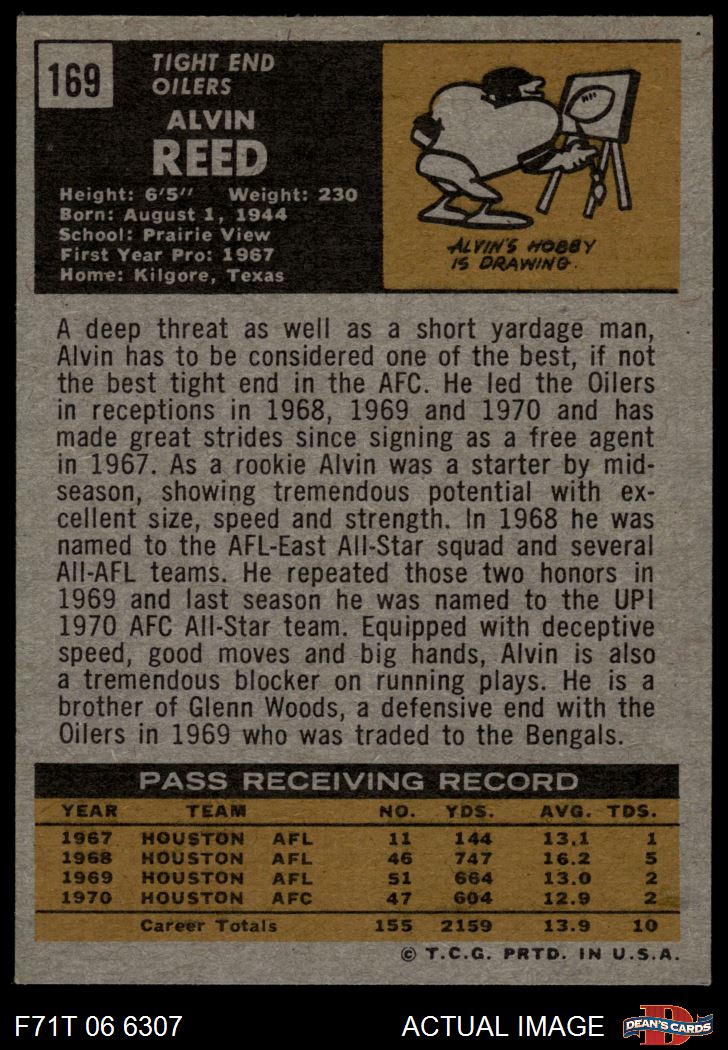 169
TIGHT END
OILERS
ALVIN
REED
Height: 6'5" Weight: 230
Born: August 1, 1944
School: Prairie View
First Year Pro: 1967
Home: Kilgore, Texas
ALVIN'S HOBBY
IS DRAWING.
A deep threat as well as a short yardage man,
Alvin has to be considered one of the best, if not
the best tight end in the AFC. He led the Oilers
in receptions in 1968, 1969 and 1970 and has
made great strides since signing as a free agent
in 1967. As a rookie Alvin was a starter by mid-
season, showing tremendous potential with ex-
cellent size, speed and strength. In 1968 he was
named to the AFL-East All-Star squad and several
All-AFL teams. He repeated those two honors in
1969 and last season he was named to the UPI
1970 AFC All-Star team. Equipped with deceptive
speed, good moves and big hands, Alvin is also
a tremendous blocker on running plays. He is a
brother of Glenn Woods, a defensive end with the
Oilers in 1969 who was traded to the Bengals.
PASS RECEIVING RECORD
YEAR TEAM NO. YDS. AVG. TDS.
1967 HOUSTON AFL 11 144 13.1 1
1968 HOUSTON AFL 46 747 16.2 5
1969 HOUSTON AFL 51 664 13.0 2
1970 HOUSTON AFC 47 604 12.9 2
Career Totals 155 2159 13.9 10
© T.C.G. PRTD. IN U.S.A.
F71T 06 6307 ACTUAL IMAGE D DEAN'S CARDS